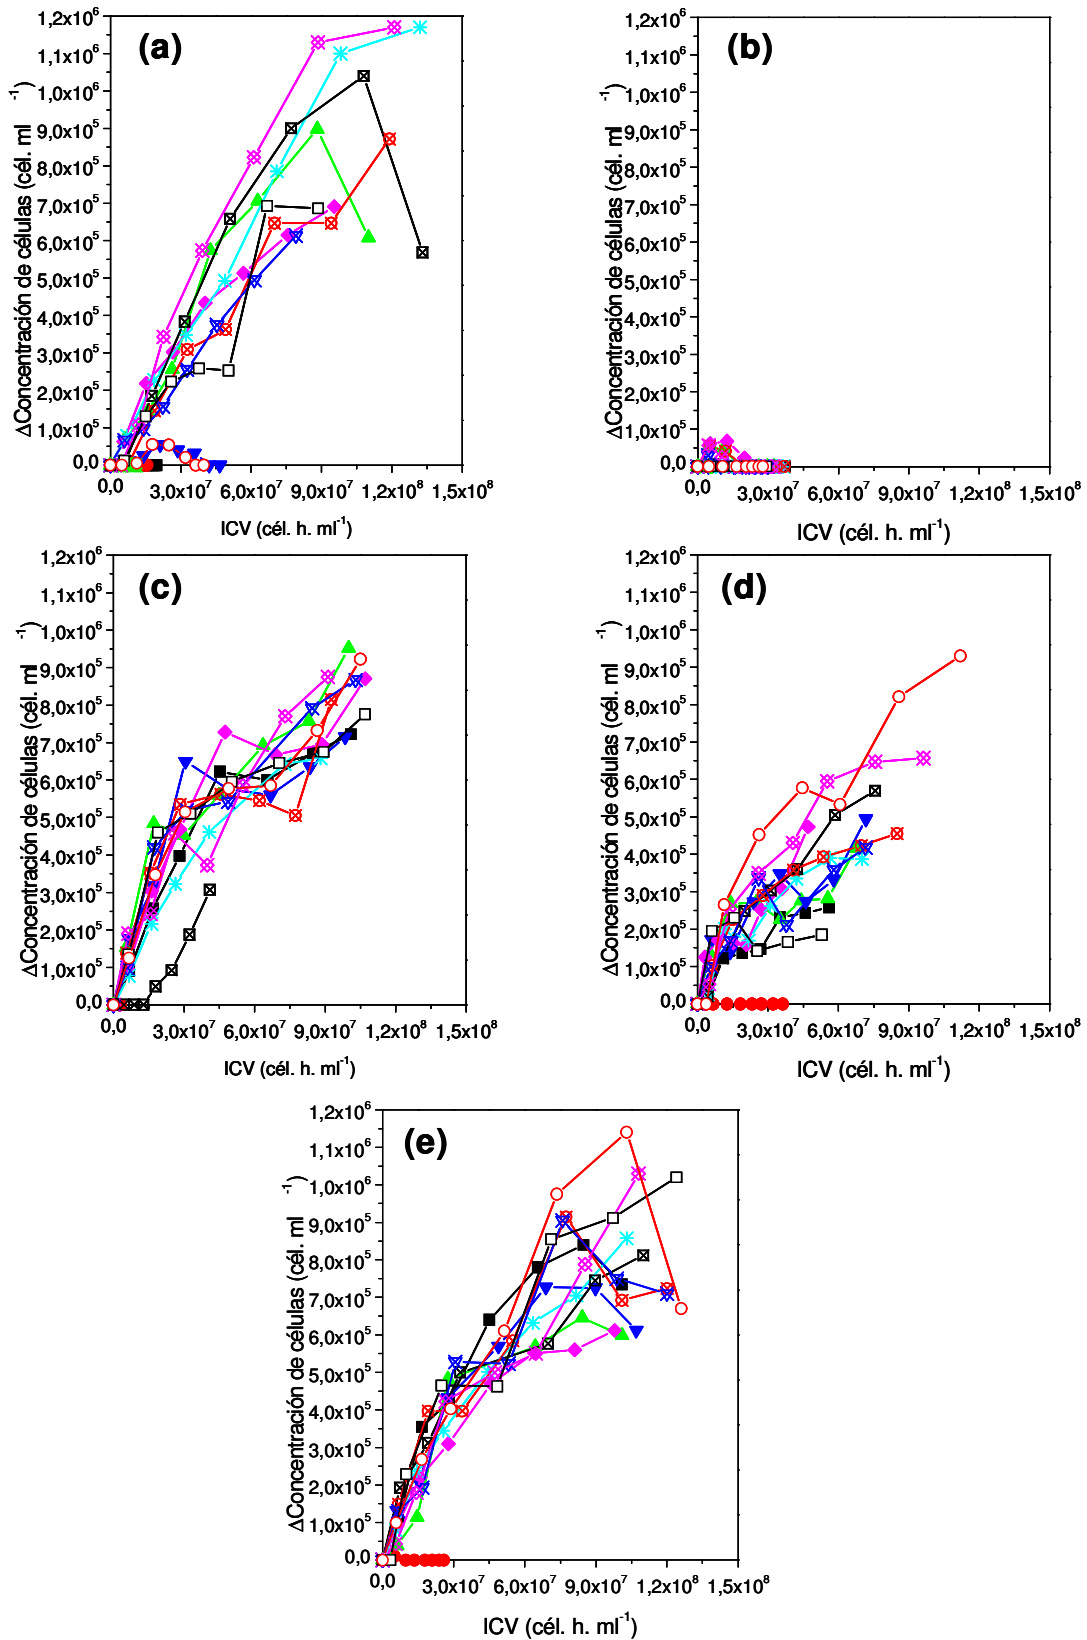 (a)
ΔConcentración de células (cél. ml⁻¹)
1,2x10⁶
1,1x10⁶
1,0x10⁶
9,0x10⁵
8,0x10⁵
7,0x10⁵
6,0x10⁵
5,0x10⁵
4,0x10⁵
3,0x10⁵
2,0x10⁵
1,0x10⁵
0,0
0,0 3,0x10⁷ 6,0x10⁷ 9,0x10⁷ 1,2x10⁸ 1,5x10⁸
ICV (cél. h. ml⁻¹)
(b)
ΔConcentración de células (cél. ml⁻¹)
1,2x10⁶
1,1x10⁶
1,0x10⁶
9,0x10⁵
8,0x10⁵
7,0x10⁵
6,0x10⁵
5,0x10⁵
4,0x10⁵
3,0x10⁵
2,0x10⁵
1,0x10⁵
0,0
0,0 3,0x10⁷ 6,0x10⁷ 9,0x10⁷ 1,2x10⁸ 1,5x10⁸
ICV (cél. h. ml⁻¹)
(c)
ΔConcentración de células (cél. ml⁻¹)
1,2x10⁶
1,1x10⁶
1,0x10⁶
9,0x10⁵
8,0x10⁵
7,0x10⁵
6,0x10⁵
5,0x10⁵
4,0x10⁵
3,0x10⁵
2,0x10⁵
1,0x10⁵
0,0
0,0 3,0x10⁷ 6,0x10⁷ 9,0x10⁷ 1,2x10⁸ 1,5x10⁸
ICV (cél. h. ml⁻¹)
(d)
ΔConcentración de células (cél. ml⁻¹)
1,2x10⁶
1,1x10⁶
1,0x10⁶
9,0x10⁵
8,0x10⁵
7,0x10⁵
6,0x10⁵
5,0x10⁵
4,0x10⁵
3,0x10⁵
2,0x10⁵
1,0x10⁵
0,0
0,0 3,0x10⁷ 6,0x10⁷ 9,0x10⁷ 1,2x10⁸ 1,5x10⁸
ICV (cél. h. ml⁻¹)
(e)
ΔConcentración de células (cél. ml⁻¹)
1,2x10⁶
1,1x10⁶
1,0x10⁶
9,0x10⁵
8,0x10⁵
7,0x10⁵
6,0x10⁵
5,0x10⁵
4,0x10⁵
3,0x10⁵
2,0x10⁵
1,0x10⁵
0,0
0,0 3,0x10⁷ 6,0x10⁷ 9,0x10⁷ 1,2x10⁸ 1,5x10⁸
ICV (cél. h. ml⁻¹)